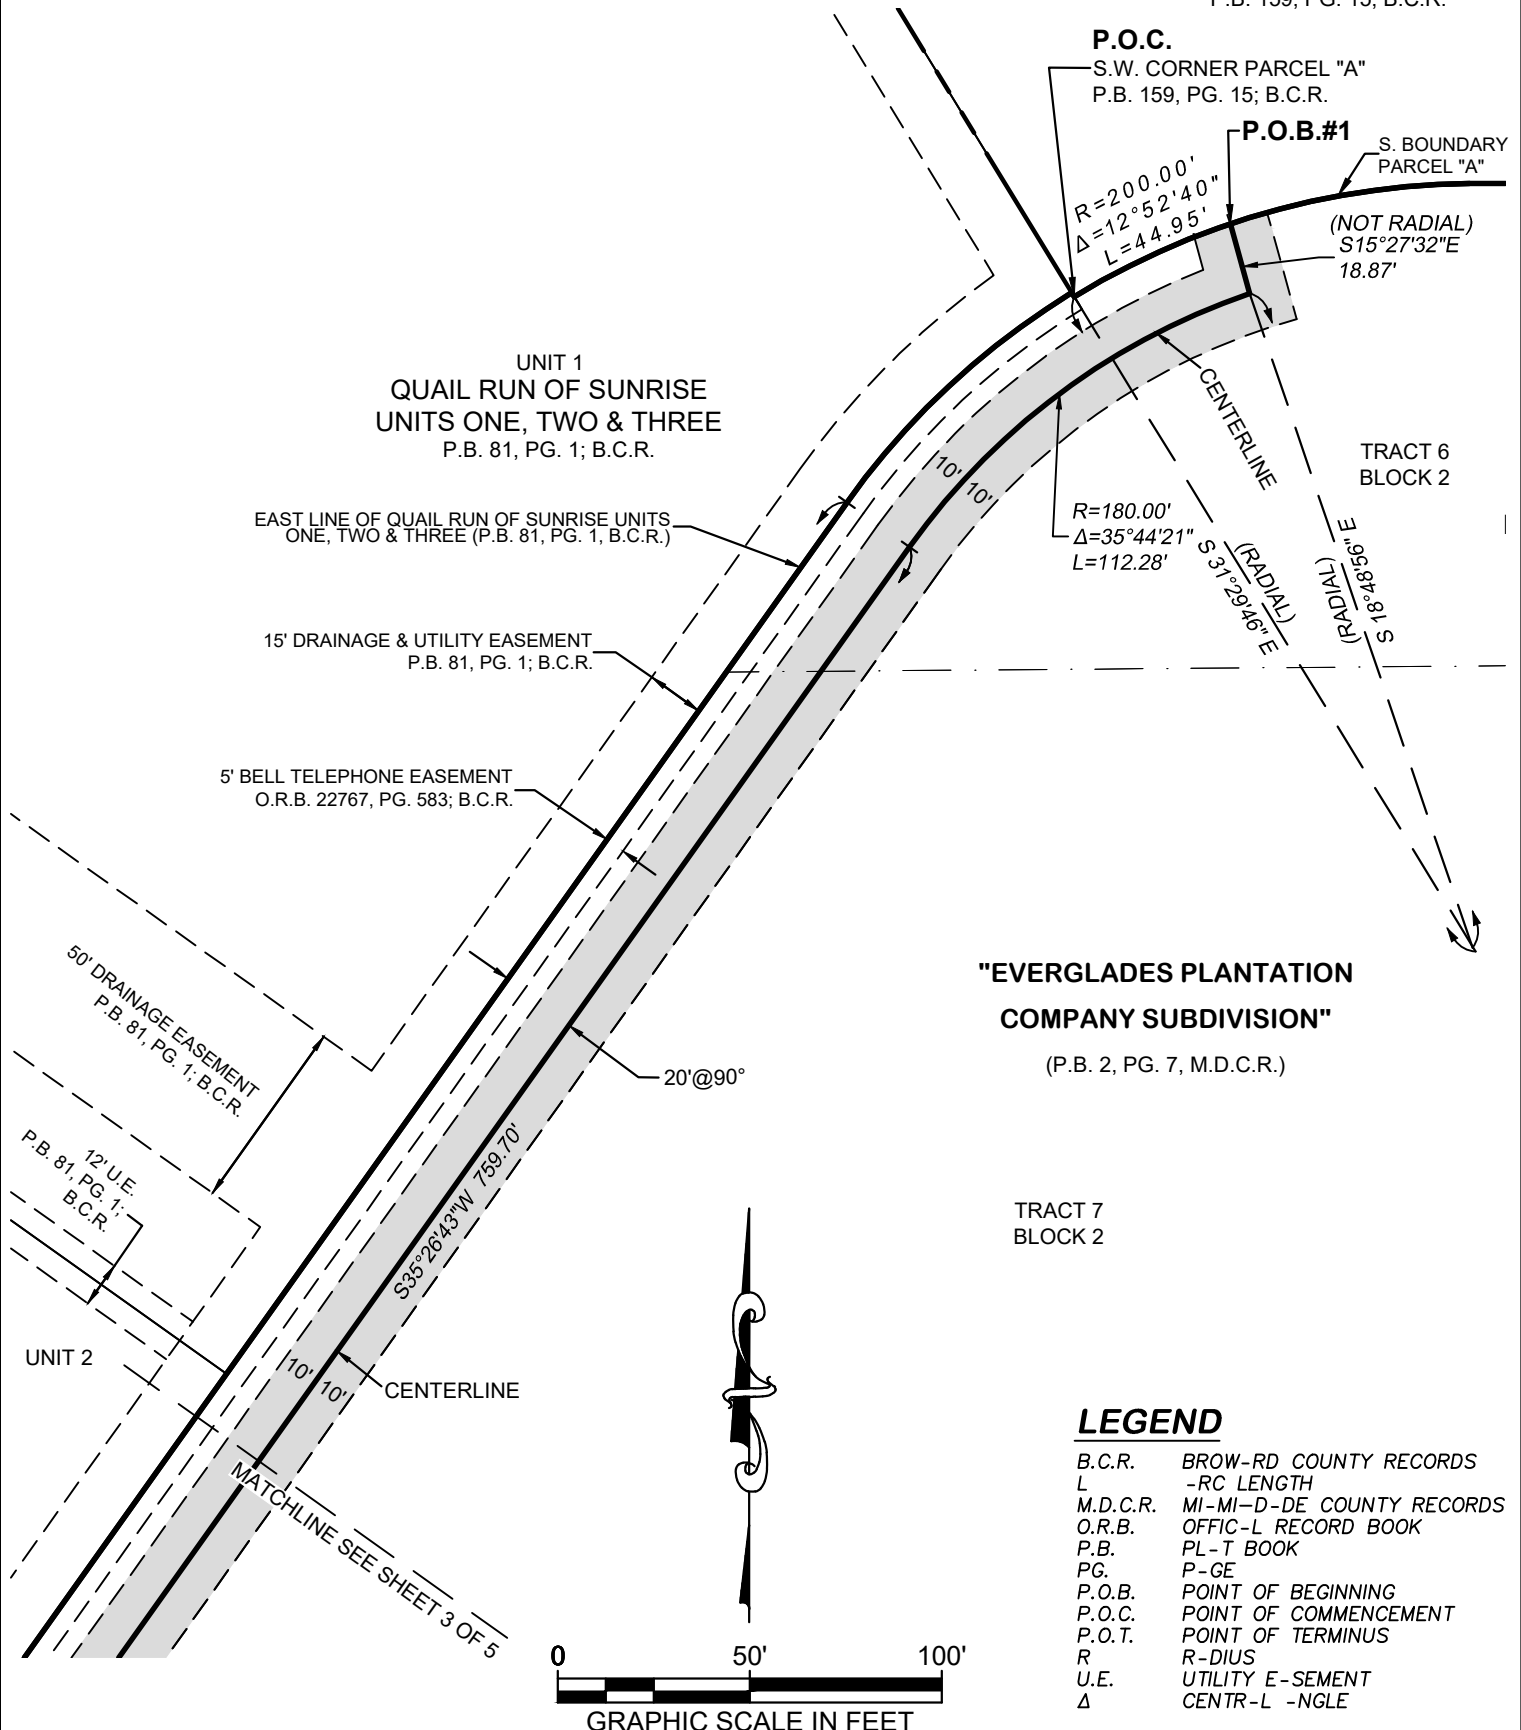 P.B. 159, PG. 15; B.C.R.
P.O.C.
S.W. CORNER PARCEL "A"
P.B. 159, PG. 15; B.C.R.
P.O.B.#1
S. BOUNDARY
PARCEL "A"
R=200.00'
Δ=12°52'40"
L=44.95'
(NOT RADIAL)
S15°27'32"E
18.87'
UNIT 1
QUAIL RUN OF SUNRISE
UNITS ONE, TWO & THREE
P.B. 81, PG. 1; B.C.R.
CENTERLINE
TRACT 6
BLOCK 2
10' 10'
EAST LINE OF QUAIL RUN OF SUNRISE UNITS
ONE, TWO & THREE (P.B. 81, PG. 1, B.C.R.)
R=180.00'
Δ=35°44'21"
L=112.28'
(RADIAL)
S 31°29'46" E
(RADIAL)
S 18°48'56" E
15' DRAINAGE & UTILITY EASEMENT
P.B. 81, PG. 1; B.C.R.
5' BELL TELEPHONE EASEMENT
O.R.B. 22767, PG. 583; B.C.R.
50' DRAINAGE EASEMENT
P.B. 81, PG. 1; B.C.R.
"EVERGLADES PLANTATION
COMPANY SUBDIVISION"
(P.B. 2, PG. 7, M.D.C.R.)
20'@90°
12' U.E.
P.B. 81, PG. 1;
B.C.R.
S35°26'43"W 759.70'
TRACT 7
BLOCK 2
UNIT 2
10' 10'
CENTERLINE
MATCHLINE SEE SHEET 3 OF 5
LEGEND
B.C.R. BROW-RD COUNTY RECORDS
L -RC LENGTH
M.D.C.R. MI-MI-D-DE COUNTY RECORDS
O.R.B. OFFIC-L RECORD BOOK
P.B. PL-T BOOK
PG. P-GE
P.O.B. POINT OF BEGINNING
P.O.C. POINT OF COMMENCEMENT
P.O.T. POINT OF TERMINUS
R R-DIUS
U.E. UTILITY E-SEMENT
Δ CENTR-L -NGLE
0 50' 100'
GRAPHIC SCALE IN FEET